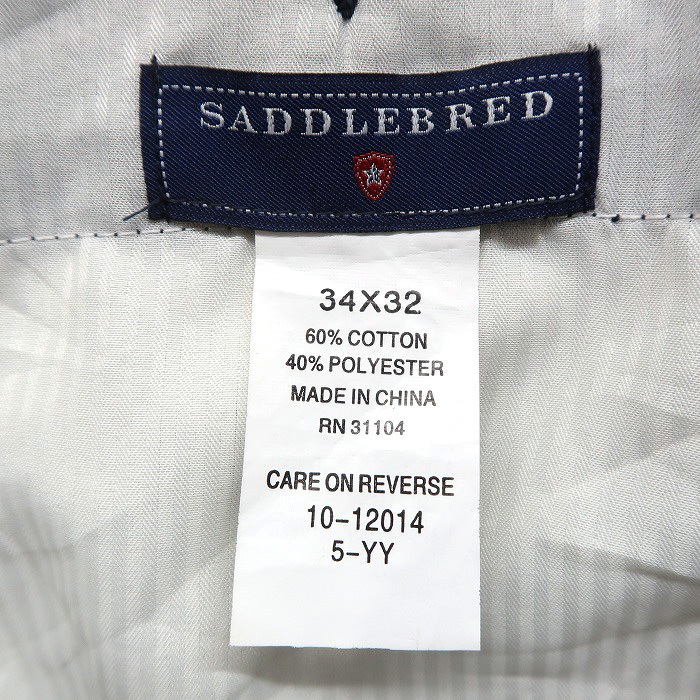 SADDLEBRED
34X32
60% COTTON
40% POLYESTER
MADE IN CHINA
RN 31104
CARE ON REVERSE
10-12014
5-YY